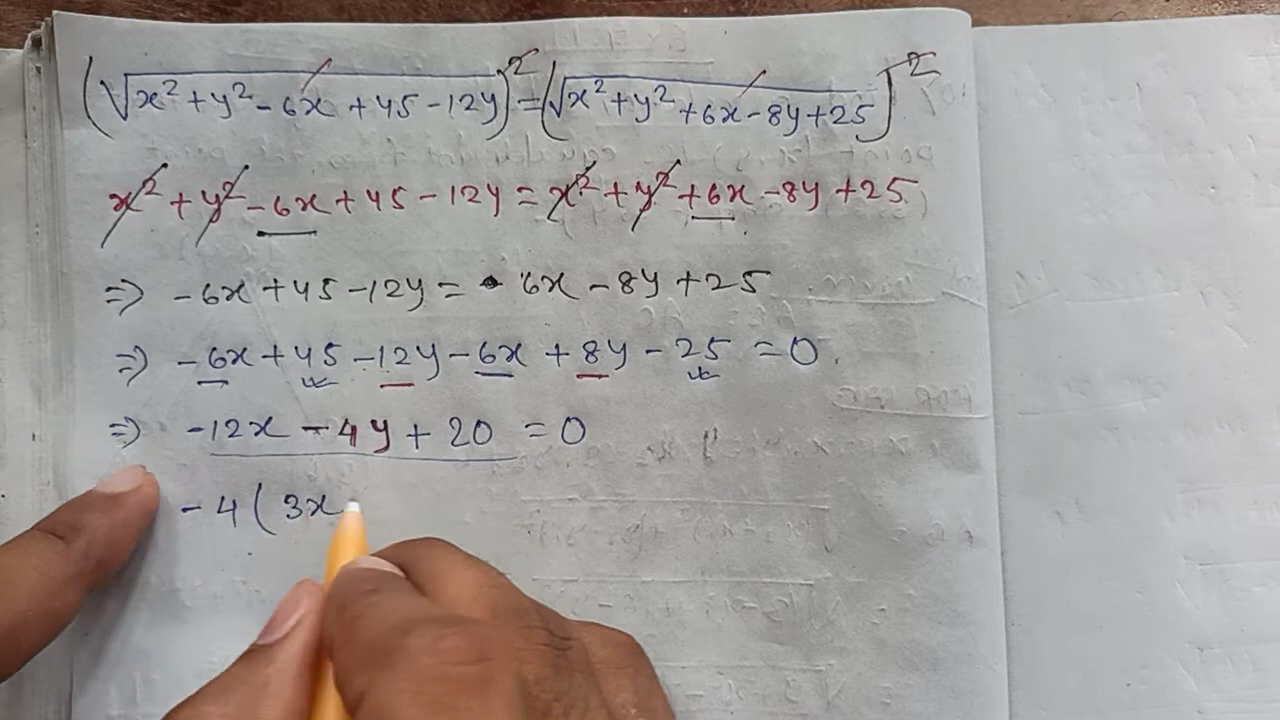 (√x²+y²-6x+45-12y)²=(√x²+y²+6x-8y+25)²
x²+y²-6x+45-12y=x²+y²+6x-8y+25
⇒ -6x+45-12y= 6x-8y+25
⇒ -6x+45-12y-6x+8y-25=0
⇒ -12x-4y+20=0
-4(3x